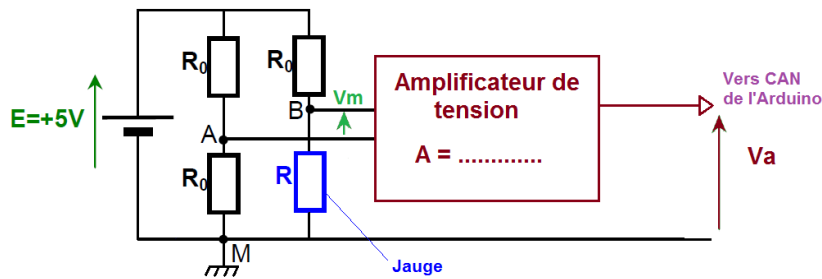 E=+5V
R₀
R₀
A
B
Vm
R₀
R
M
Jauge
Amplificateur de
tension
A = .............
Vers CAN
de l'Arduino
Va